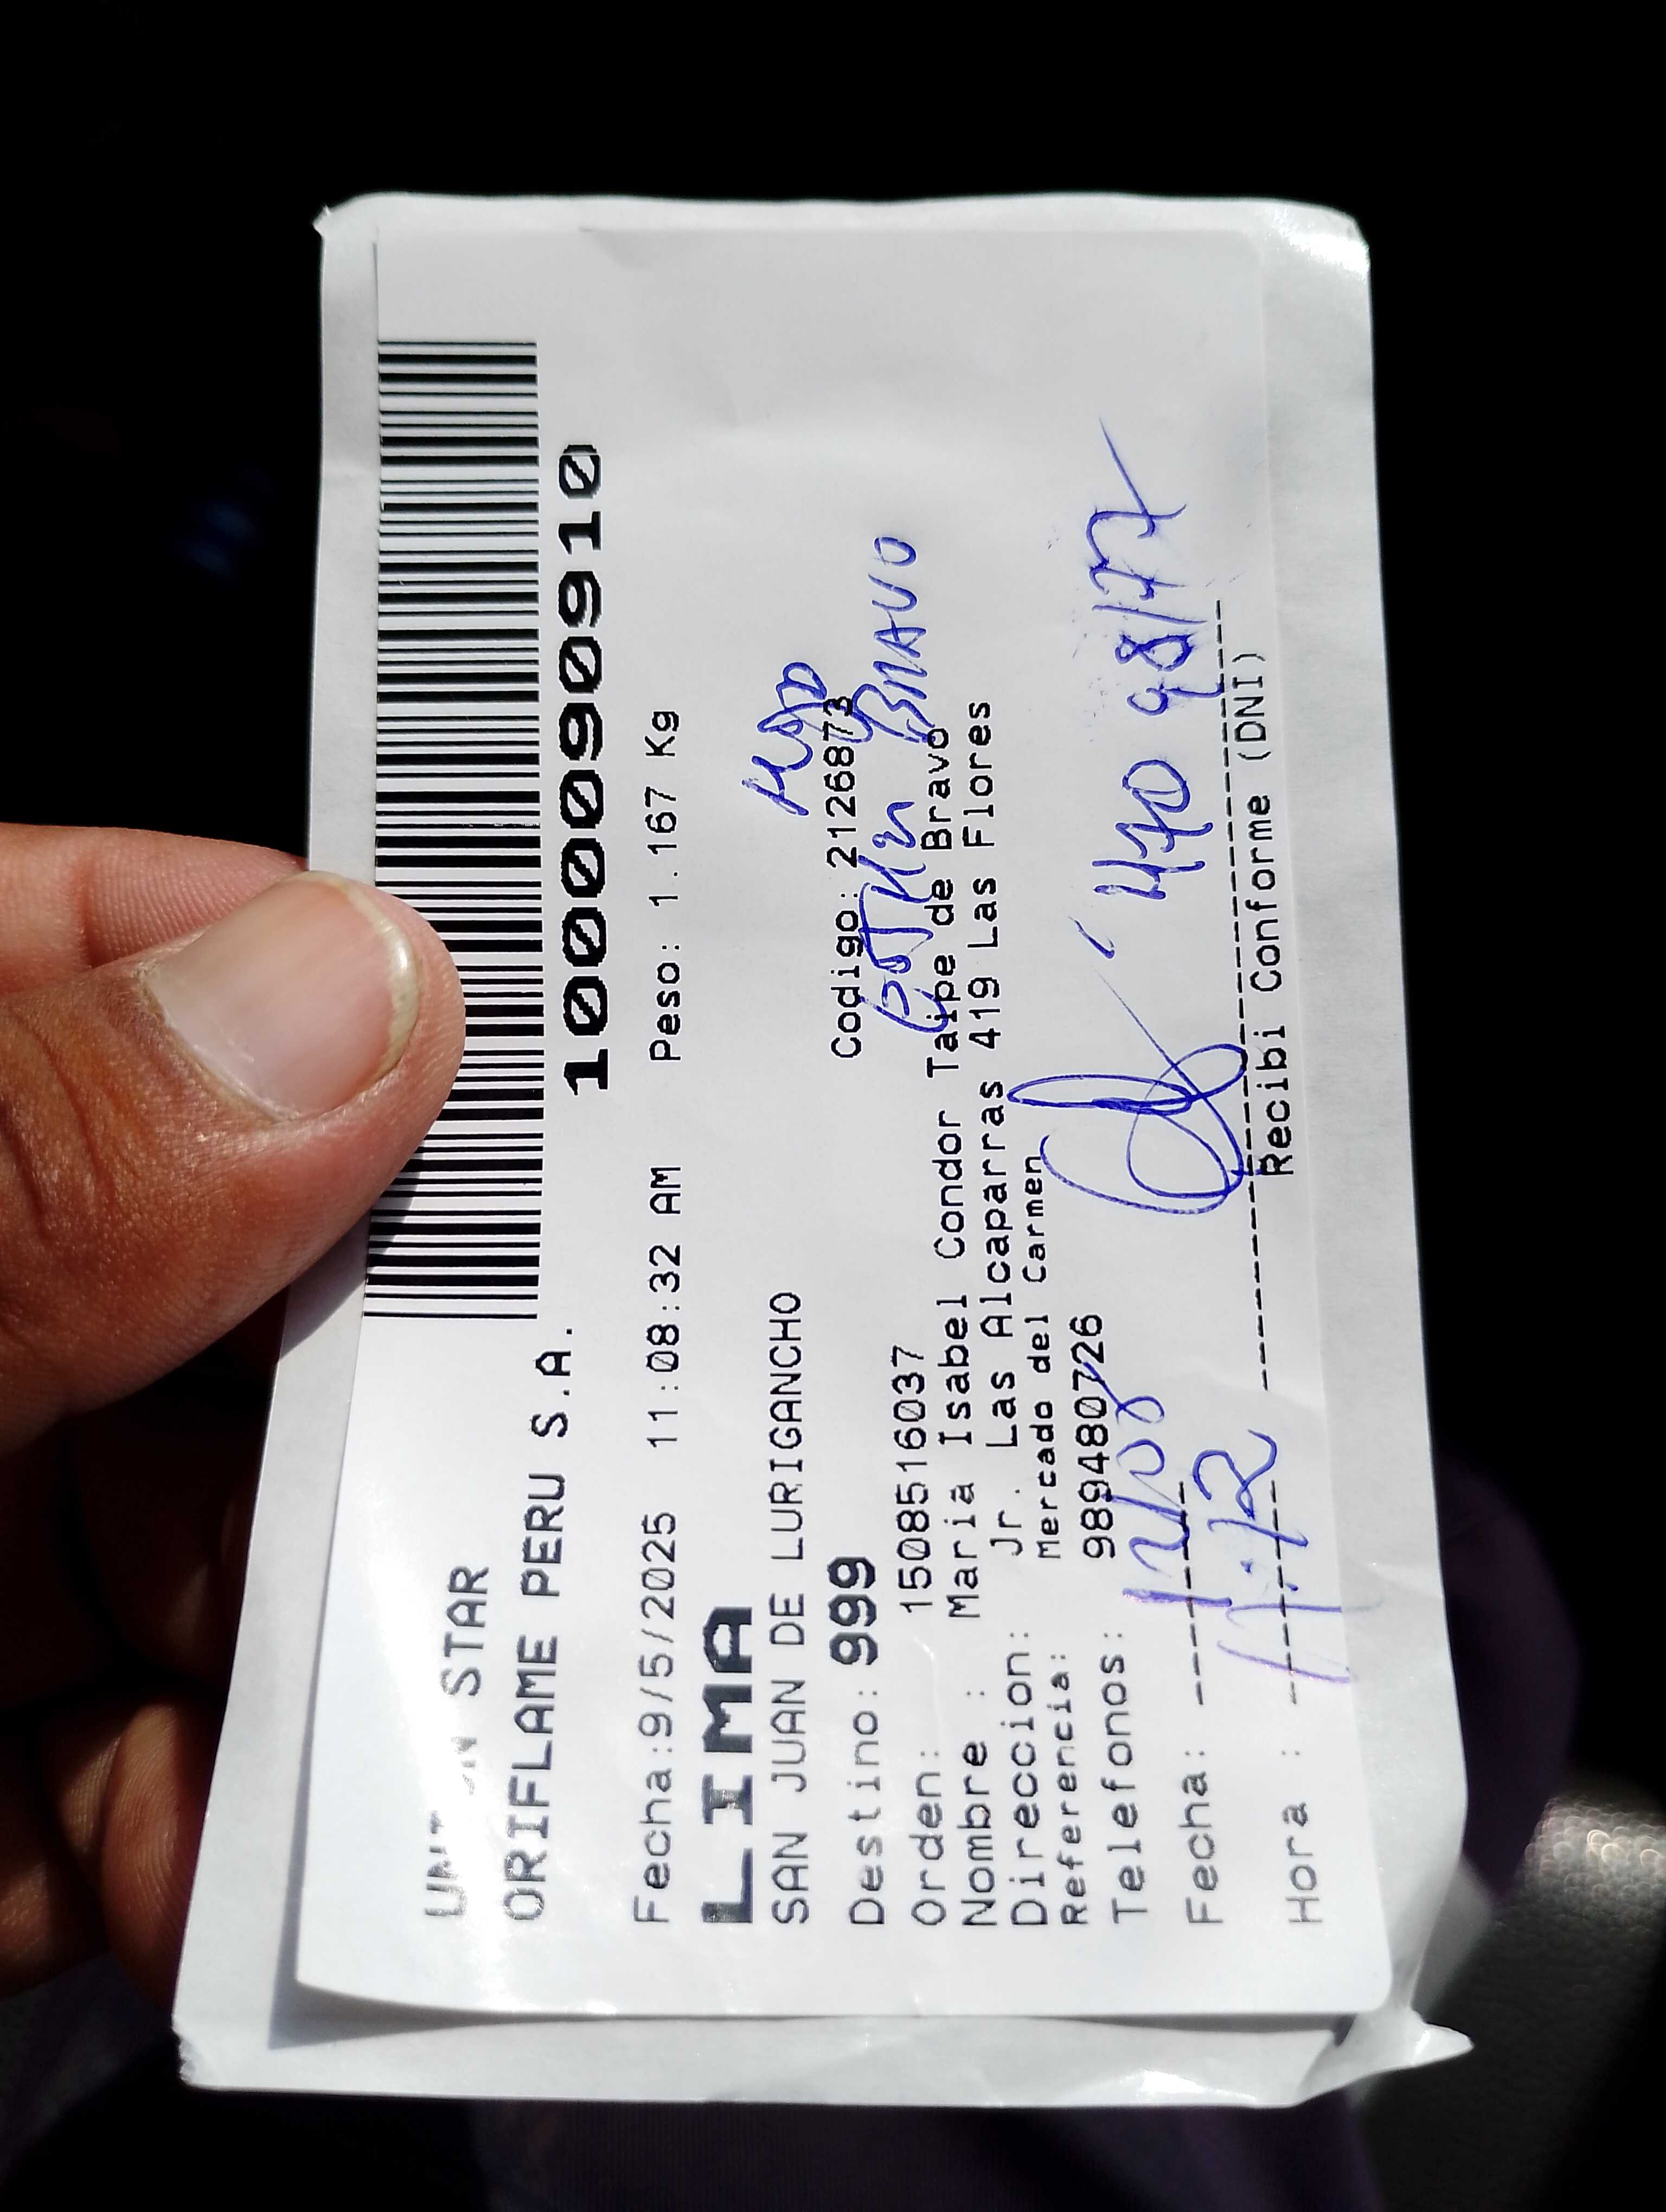 STAR
ORIFLAME PERU S.A.
1000090910
Fecha:9/5/2025 11:08:32 AM Peso: 1.167 Kg
LIMA
SAN JUAN DE LURIGANCHO
Destino: 999 Codigo: 2126873
Orden: 1508516037
BRAVO
Nombre : Maria Isabel Condor Taipe de Bravo
Direccion: Jr. Las Alcaparras 419 Las Flores
Referencia: Mercado del Carmen
Telefonos: 989480726
Fecha: 12/05
Hora :
Recibi Conforme (DNI)